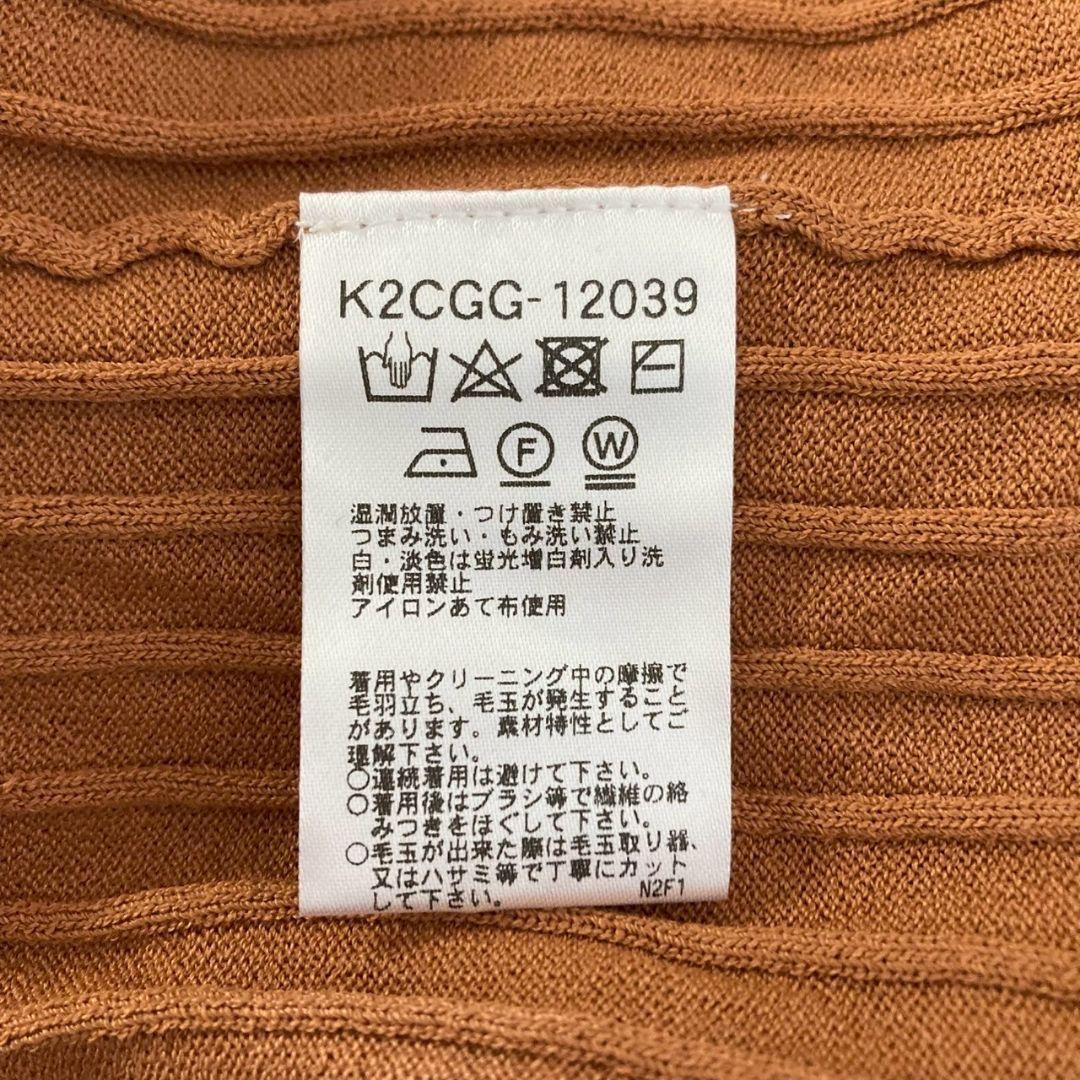 K2CGG-12039
F W
湿潤放置・つけ置き禁止
つまみ洗い・もみ洗い禁止
白・淡色は蛍光増白剤入り洗
剤使用禁止
アイロンあて布使用
着用やクリーニング中の摩擦で
毛羽立ち、毛玉が発生すること
があります。素材特性としてご
理解下さい。
○連続着用は避けて下さい。
○着用後はブラシ等で繊維の絡
みつきをほぐして下さい。
○毛玉が出来た際は毛玉取り器、
又はハサミ等で丁寧にカット
して下さい。
N2F1